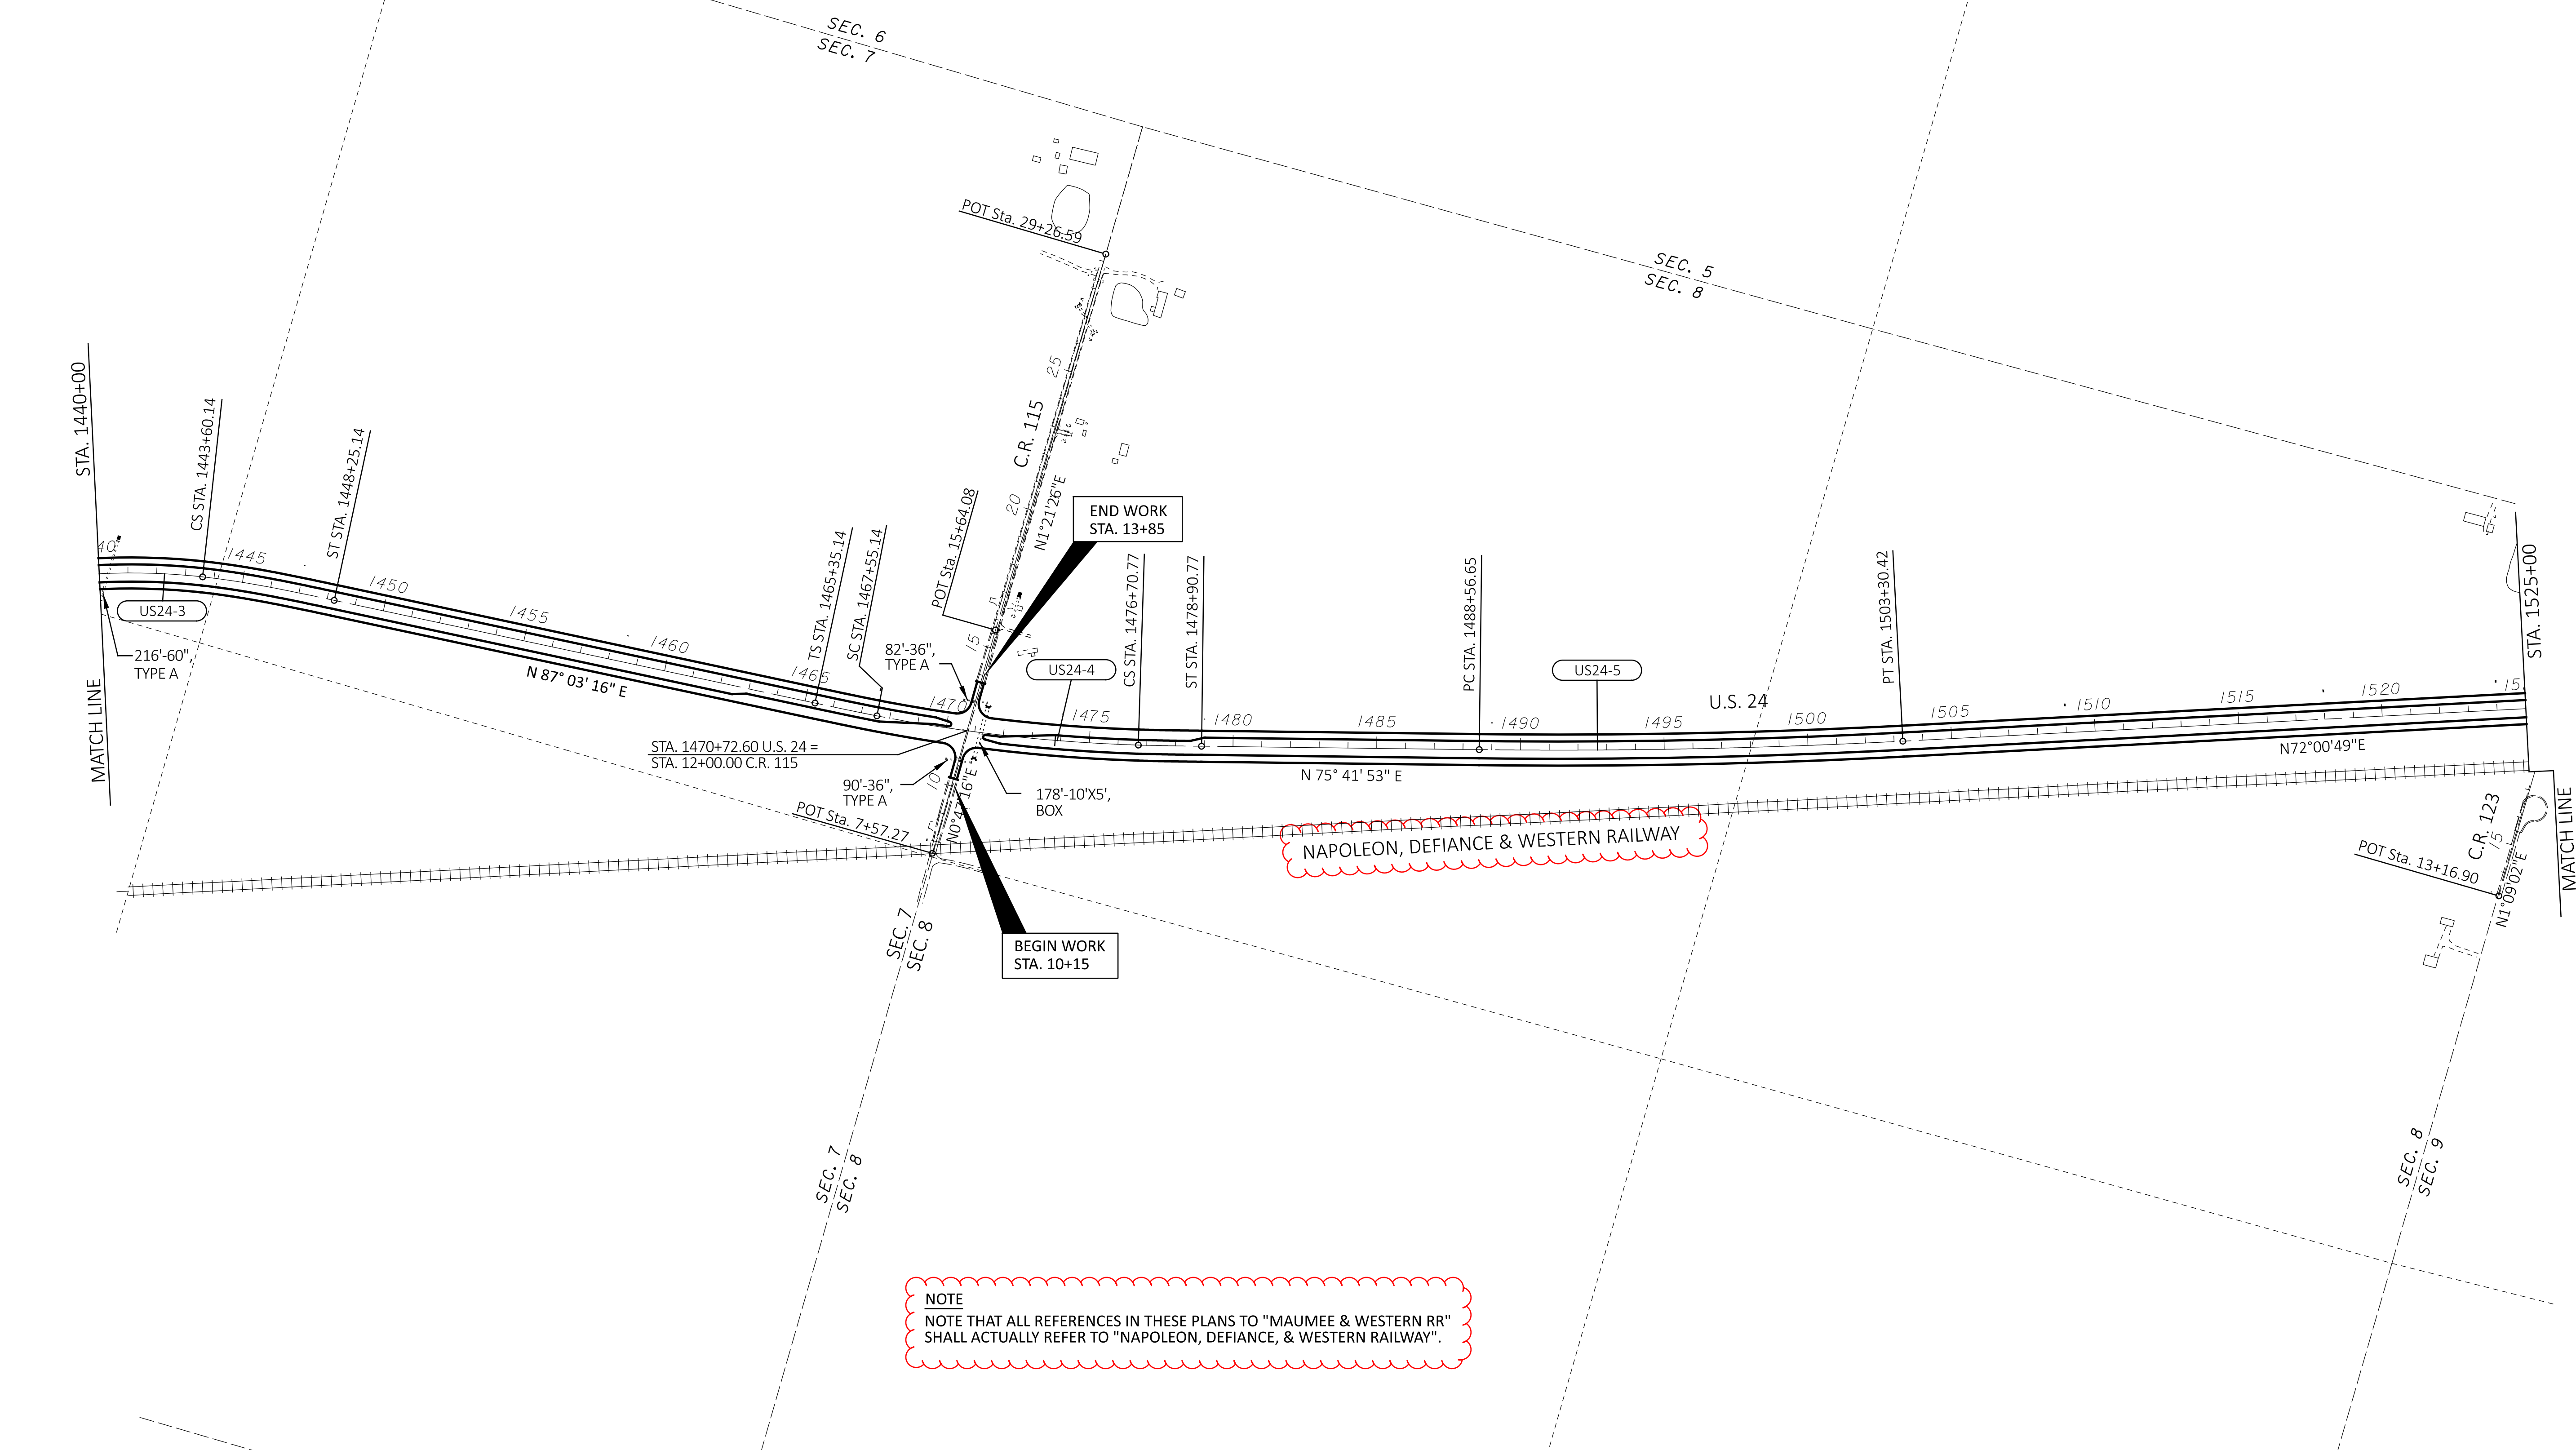 SEC. 6
SEC. 7
SEC. 5
SEC. 8
POT Sta. 29+26.59
25
C.R. 115
20
N1°21'26"E
STA. 1440+00
MATCH LINE
CS STA. 1443+60.14
ST STA. 1448+25.14
TS STA. 1465+35.14
SC STA. 1467+55.14
POT Sta. 15+64.08
15
END WORK
STA. 13+85
CS STA. 1476+70.77
ST STA. 1478+90.77
PC STA. 1488+56.65
PT STA. 1503+30.42
STA. 1525+00
40
1445
1450
1455
1460
1465
1470
1475
1480
1485
1490
1495
1500
1505
1510
1515
1520
15
US24-3
US24-4
US24-5
U.S. 24
216'-60",
TYPE A
N 87° 03' 16" E
82'-36",
TYPE A
STA. 1470+72.60 U.S. 24 =
STA. 12+00.00 C.R. 115
90'-36",
TYPE A
10
N0°47'16"E
178'-10'X5',
BOX
N 75° 41' 53" E
N72°00'49"E
POT Sta. 7+57.27
NAPOLEON, DEFIANCE & WESTERN RAILWAY
C.R. 123
15
MATCH LINE
POT Sta. 13+16.90
N1°09'02"E
SEC. 7
SEC. 8
BEGIN WORK
STA. 10+15
SEC. 7
SEC. 8
SEC. 8
SEC. 9
NOTE
NOTE THAT ALL REFERENCES IN THESE PLANS TO "MAUMEE & WESTERN RR"
SHALL ACTUALLY REFER TO "NAPOLEON, DEFIANCE, & WESTERN RAILWAY".